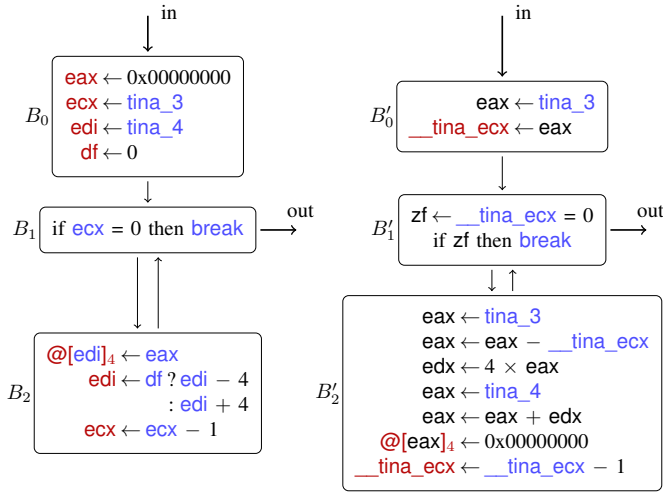 in
B₀
eax ← 0x00000000
ecx ← tina_3
edi ← tina_4
df ← 0
B₁
if ecx = 0 then break
out
B₂
@[edi]₄ ← eax
edi ← df ? edi − 4
: edi + 4
ecx ← ecx − 1
in
B′₀
eax ← tina_3
__tina_ecx ← eax
B′₁
zf ← __tina_ecx = 0
if zf then break
out
B′₂
eax ← tina_3
eax ← eax − __tina_ecx
edx ← 4 × eax
eax ← tina_4
eax ← eax + edx
@[eax]₄ ← 0x00000000
__tina_ecx ← __tina_ecx − 1